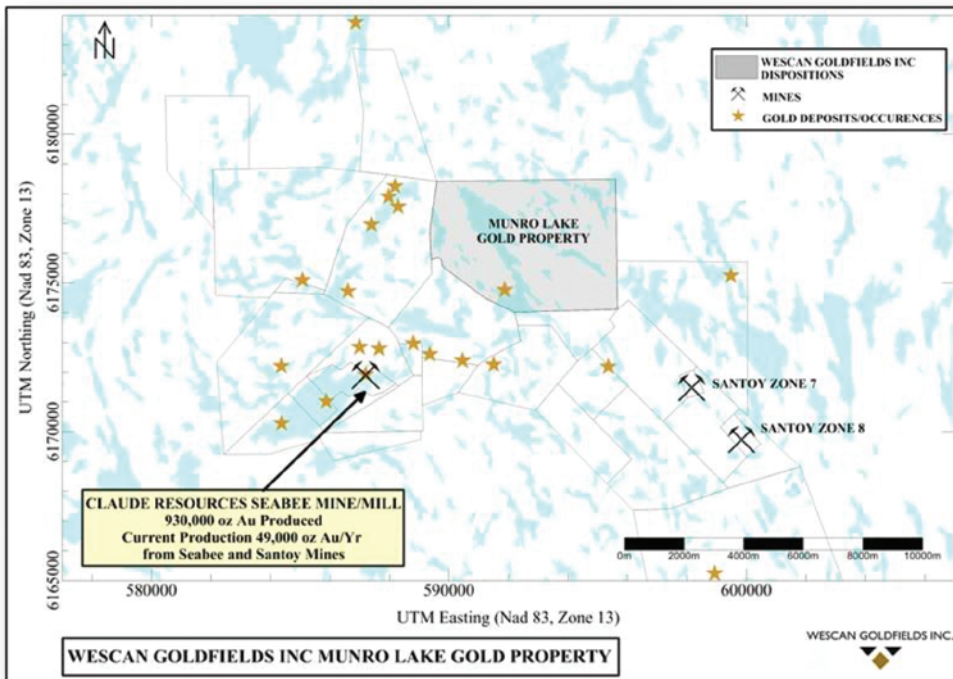 N
WESCAN GOLDFIELDS INC
DISPOSITIONS
MINES
GOLD DEPOSITS/OCCURENCES
6180000
6175000
6170000
6165000
UTM Northing (Nad 83, Zone 13)
MUNRO LAKE
GOLD PROPERTY
SANTOY ZONE 7
SANTOY ZONE 8
CLAUDE RESOURCES SEABEE MINE/MILL
930,000 oz Au Produced
Current Production 49,000 oz Au/Yr
from Seabee and Santoy Mines
0m 2000m 4000m 6000m 8000m 10000m
580000 590000 600000
UTM Easting (Nad 83, Zone 13)
WESCAN GOLDFIELDS INC MUNRO LAKE GOLD PROPERTY
WESCAN GOLDFIELDS INC.